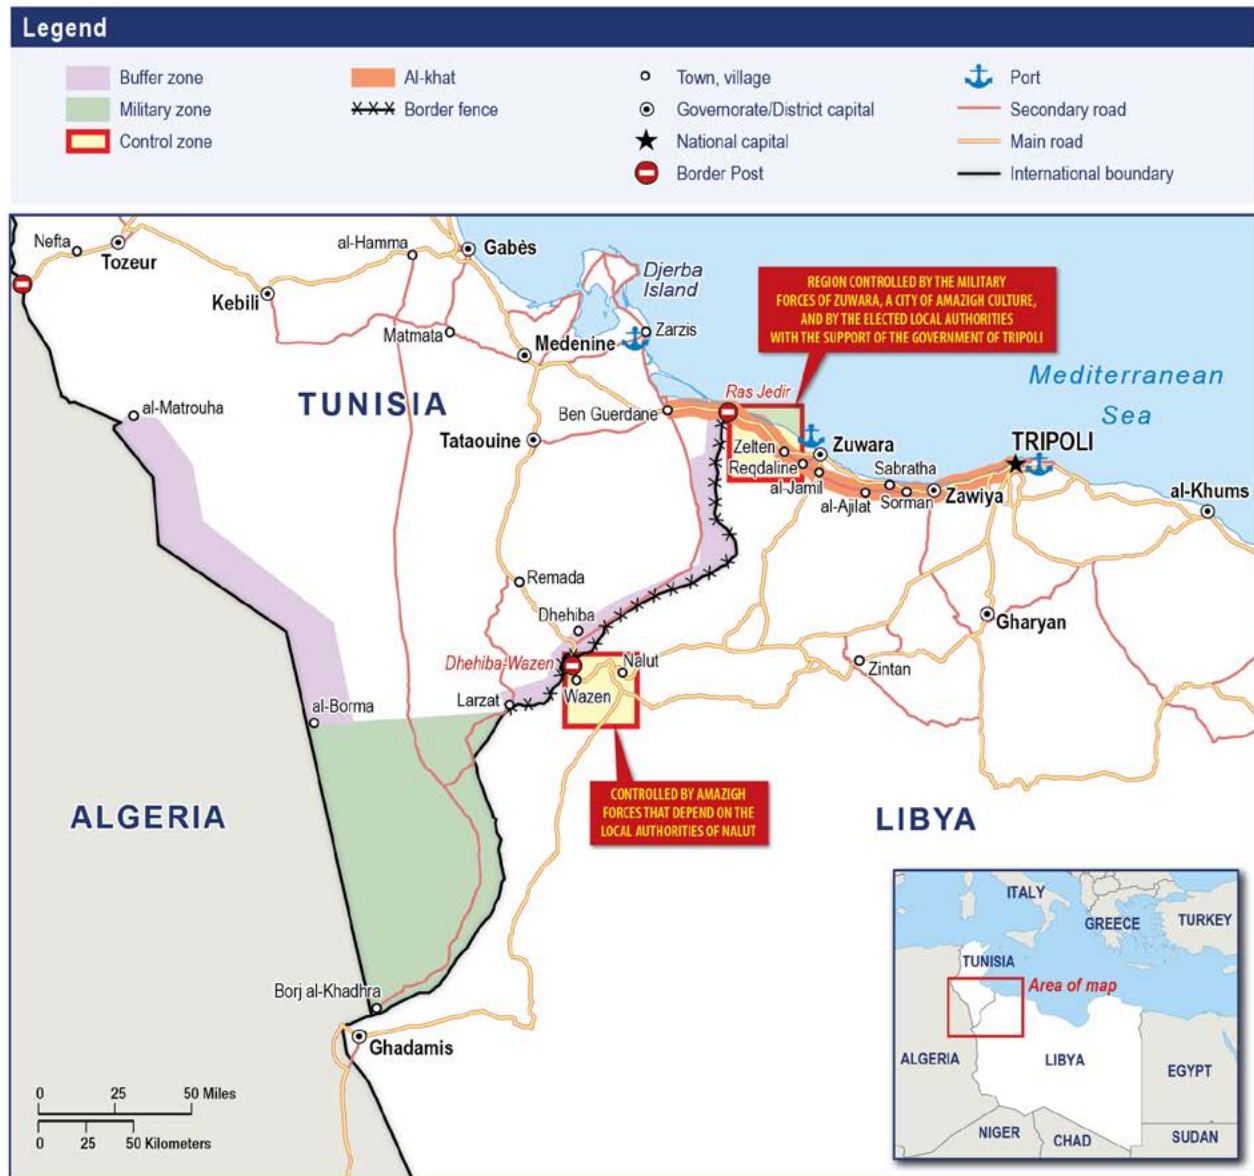 Legend
Buffer zone
Military zone
Control zone
Al-khat
Border fence
Town, village
Governorate/District capital
National capital
Border Post
Port
Secondary road
Main road
International boundary
Nefta
Tozeur
al-Hamma
Gabès
Kebili
Djerba
Island
Matmata
Medenine
Zarzis
REGION CONTROLLED BY THE MILITARY
FORCES OF ZUWARA, A CITY OF AMAZIGH CULTURE,
AND BY THE ELECTED LOCAL AUTHORITIES
WITH THE SUPPORT OF THE GOVERNMENT OF TRIPOLI
Mediterranean
Sea
TUNISIA
al-Matrouha
Ras Jedir
Ben Guerdane
Tataouine
Zelten
Zuwara
Reqdaline
al-Jamil
Sabratha
TRIPOLI
al-Ajilat
Sorman
Zawiya
al-Khums
Remada
Dhehiba
Gharyan
Dhehiba-Wazen
Nalut
Wazen
Zintan
Larzat
al-Borma
ALGERIA
CONTROLLED BY AMAZIGH
FORCES THAT DEPEND ON THE
LOCAL AUTHORITIES OF NALUT
LIBYA
Borj al-Khadhra
Ghadamis
0 25 50 Miles
0 25 50 Kilometers
ITALY
GREECE
TURKEY
TUNISIA
Area of map
ALGERIA
LIBYA
EGYPT
NIGER
CHAD
SUDAN